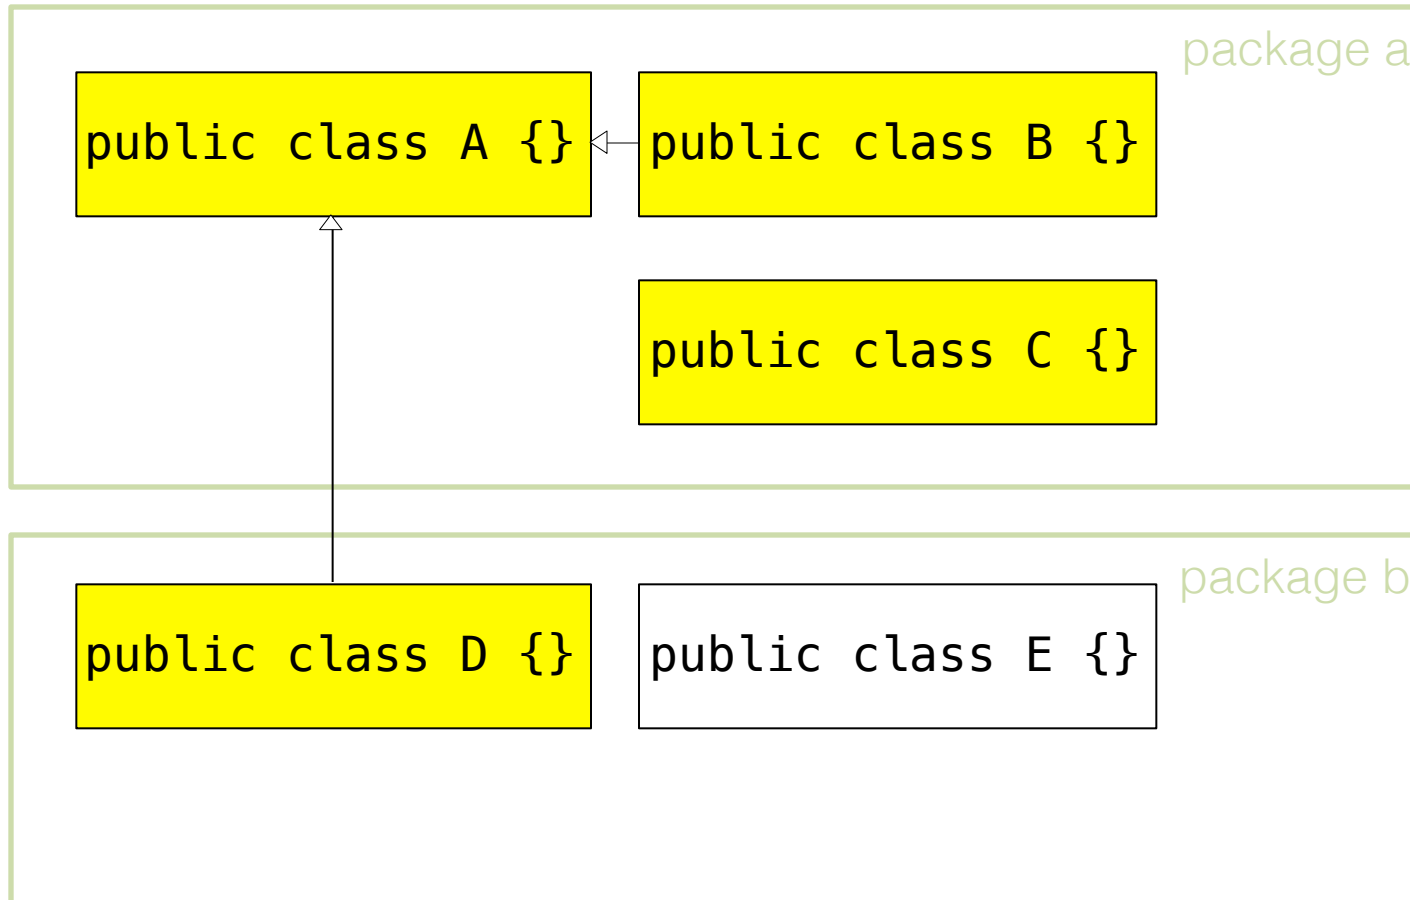 package a
public class A {}
public class B {}
public class C {}
package b
public class D {}
public class E {}